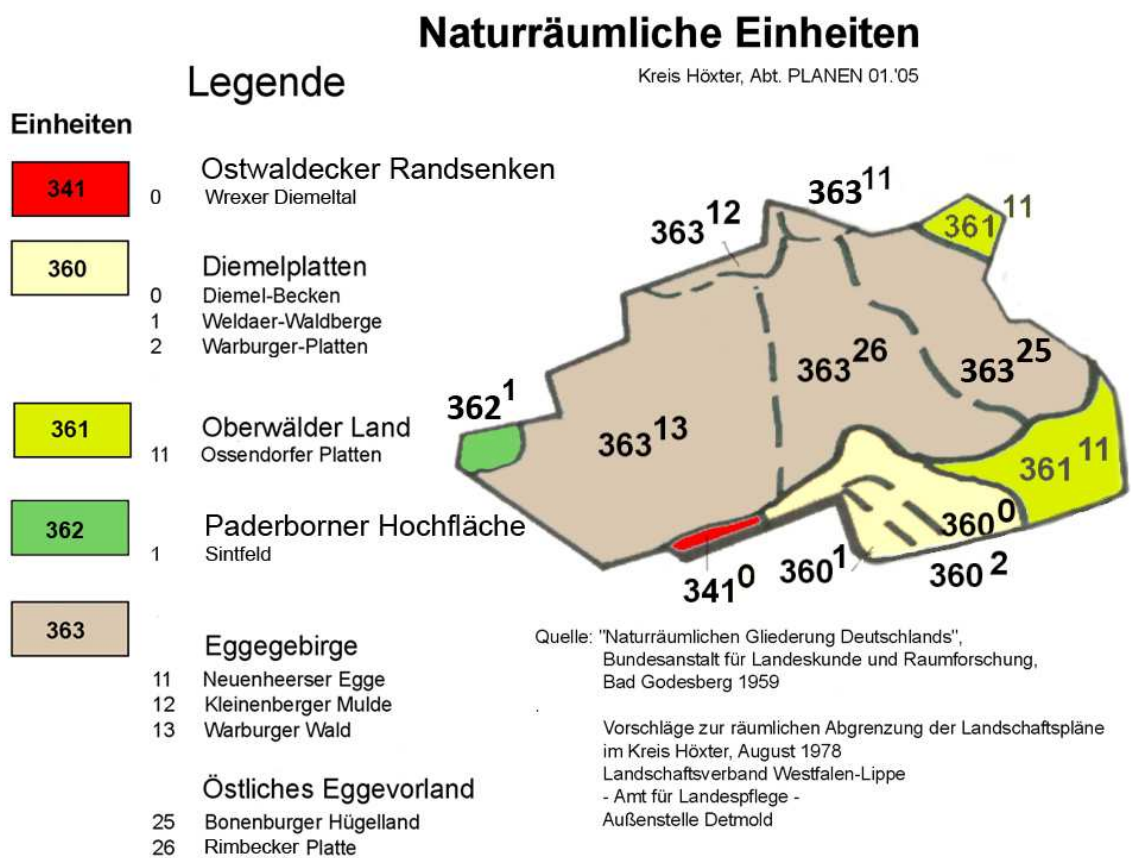 Naturräumliche Einheiten
Kreis Höxter, Abt. PLANEN 01.'05
Legende
Einheiten
341
Ostwaldecker Randsenken
0 Wrexer Diemeltal
360
Diemelplatten
0 Diemel-Becken
1 Weldaer-Waldberge
2 Warburger-Platten
361
Oberwälder Land
11 Ossendorfer Platten
362
Paderborner Hochfläche
1 Sintfeld
363
Eggegebirge
11 Neuenheerser Egge
12 Kleinenberger Mulde
13 Warburger Wald
Östliches Eggevorland
25 Bonenburger Hügelland
26 Rimbecker Platte
363 11
363 12
361 11
363 26
363 25
362 1
363 13
361 11
360 0
360 1
360 2
341 0
Quelle: "Naturräumlichen Gliederung Deutschlands",
Bundesanstalt für Landeskunde und Raumforschung,
Bad Godesberg 1959
Vorschläge zur räumlichen Abgrenzung der Landschaftspläne
im Kreis Höxter, August 1978
Landschaftsverband Westfalen-Lippe
- Amt für Landespflege -
Außenstelle Detmold